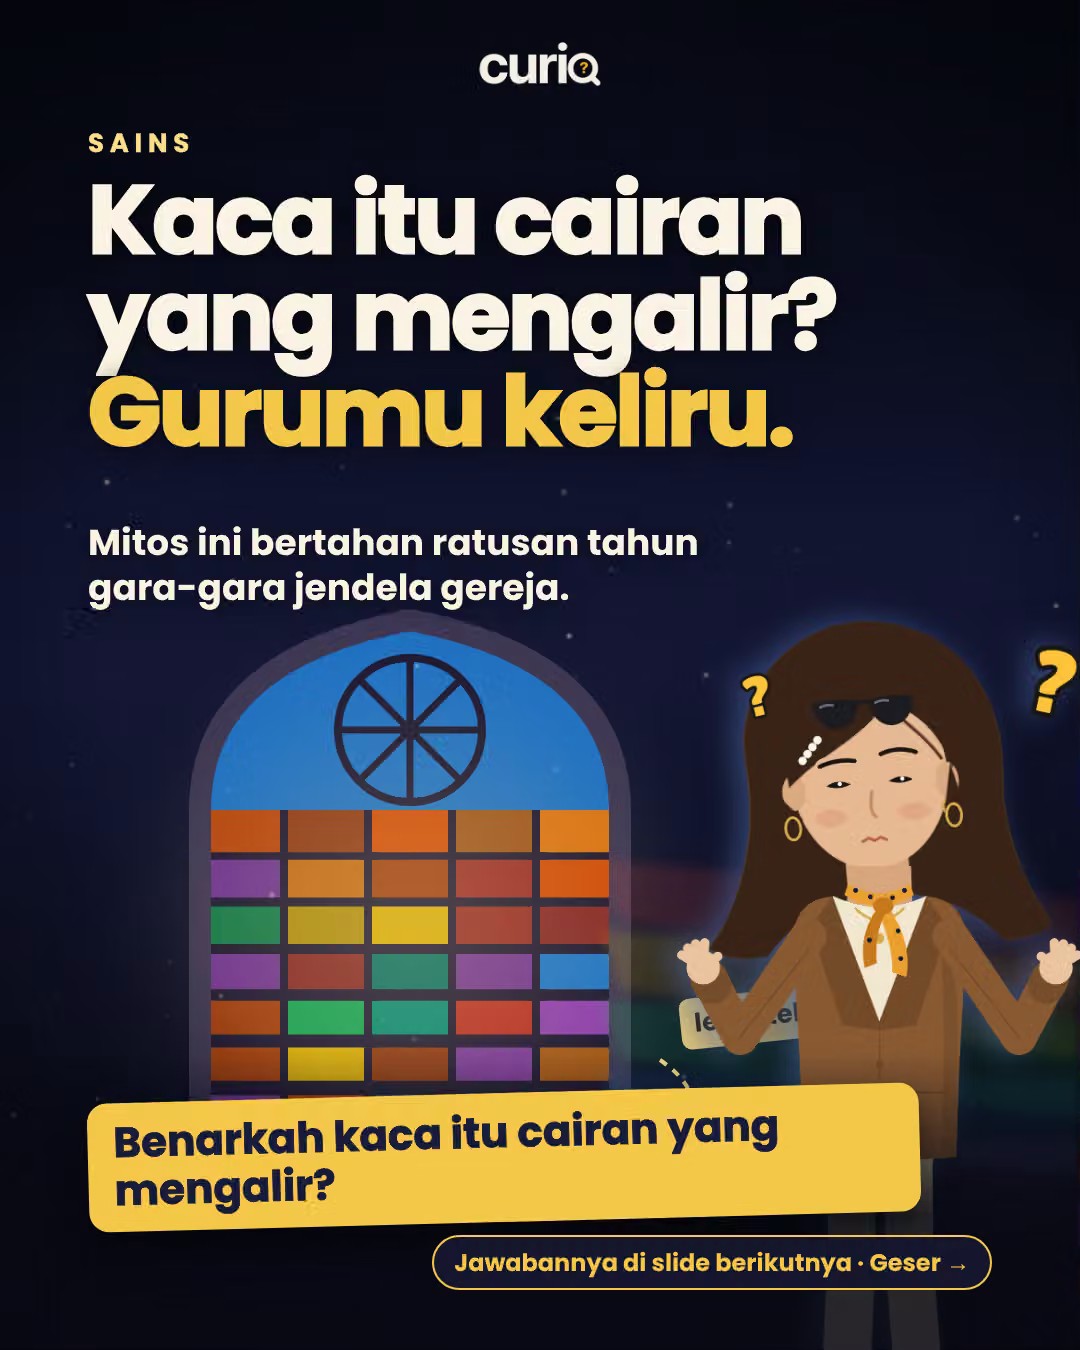 curiQ
SAINS
Kaca itu cairan
yang mengalir?
Gurumu keliru.
Mitos ini bertahan ratusan tahun
gara-gara jendela gereja.
?
?
Benarkah kaca itu cairan yang
mengalir?
Jawabannya di slide berikutnya · Geser →